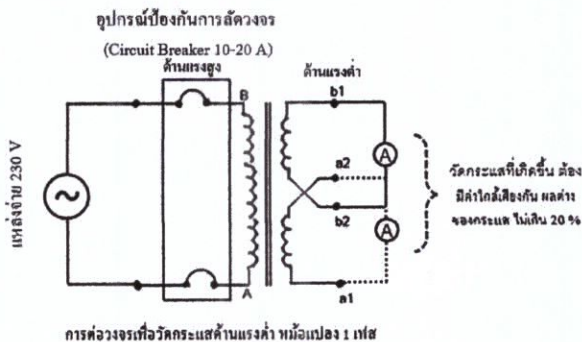 อุปกรณ์ป้องกันการลัดวงจร
(Circuit Breaker 10-20 A)
ด้านแรงสูง
ด้านแรงต่ำ
B
b1
A
a2
แหล่งจ่าย 230 V
b2
A
A
a1
วัดกระแสที่เกิดขึ้น ต้อง
มีค่าใกล้เคียงกัน ผลต่าง
ของกระแส ไม่เกิน 20 %
การต่อวงจรเพื่อวัดกระแสด้านแรงต่ำ หม้อแปลง 1 เฟส